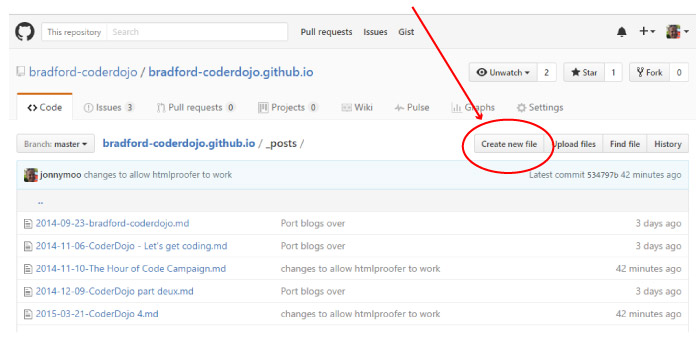 This repository Search Pull requests Issues Gist
bradford-coderdojo / bradford-coderdojo.github.io Unwatch 2 Star 1 Fork 0
Code Issues 3 Pull requests 0 Projects 0 Wiki Pulse Graphs Settings
Branch: master bradford-coderdojo.github.io / _posts / Create new file Upload files Find file History
jonnymoo changes to allow htmlproofer to work Latest commit 534797b 42 minutes ago
..
2014-09-23-bradford-coderdojo.md Port blogs over 3 days ago
2014-11-06-CoderDojo - Let's get coding.md Port blogs over 3 days ago
2014-11-10-The Hour of Code Campaign.md changes to allow htmlproofer to work 42 minutes ago
2014-12-09-CoderDojo part deux.md Port blogs over 3 days ago
2015-03-21-CoderDojo 4.md changes to allow htmlproofer to work 42 minutes ago